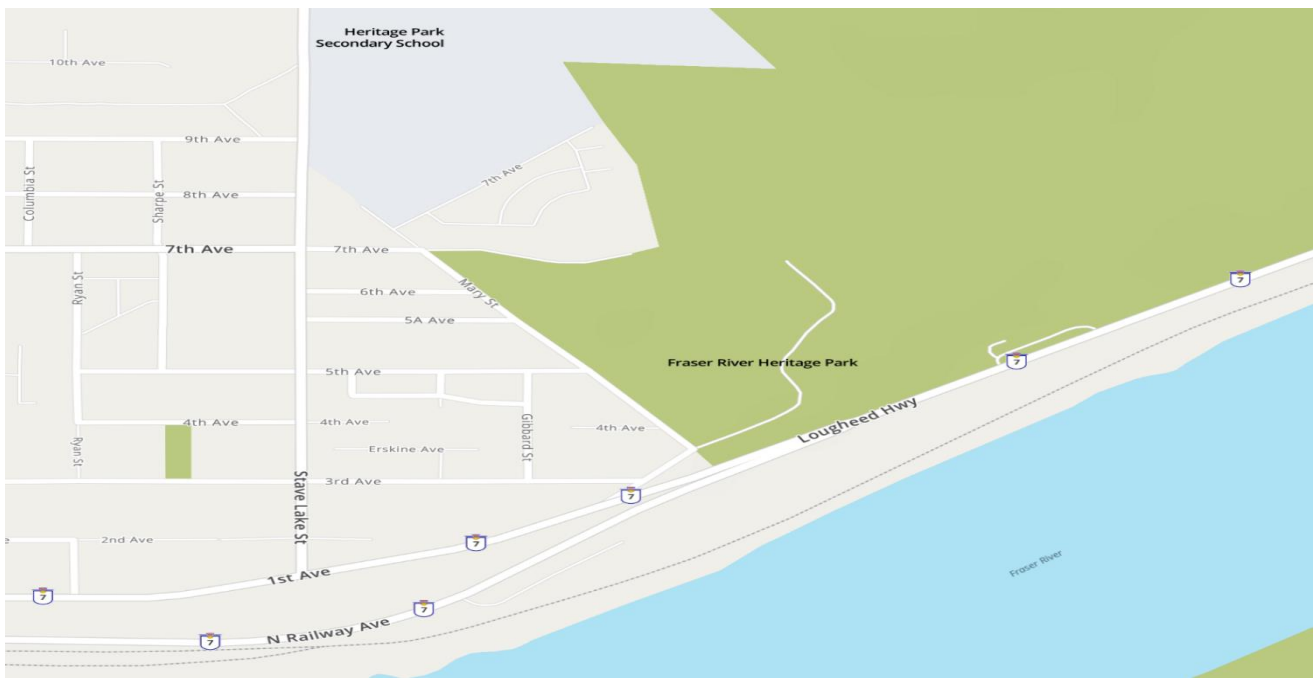 Heritage Park
Secondary School
10th Ave
9th Ave
Columbia St
Sharpe St
8th Ave
7th Ave
7th Ave
7th Ave
Ryan St
6th Ave
Mary St
5A Ave
7
7
Fraser River Heritage Park
5th Ave
Lougheed Hwy
4th Ave
4th Ave
4th Ave
Gibbard St
Ryan St
Erskine Ave
3rd Ave
Stave Lake St
7
2nd Ave
7
e
Fraser River
1st Ave
7
7
N Railway Ave
7